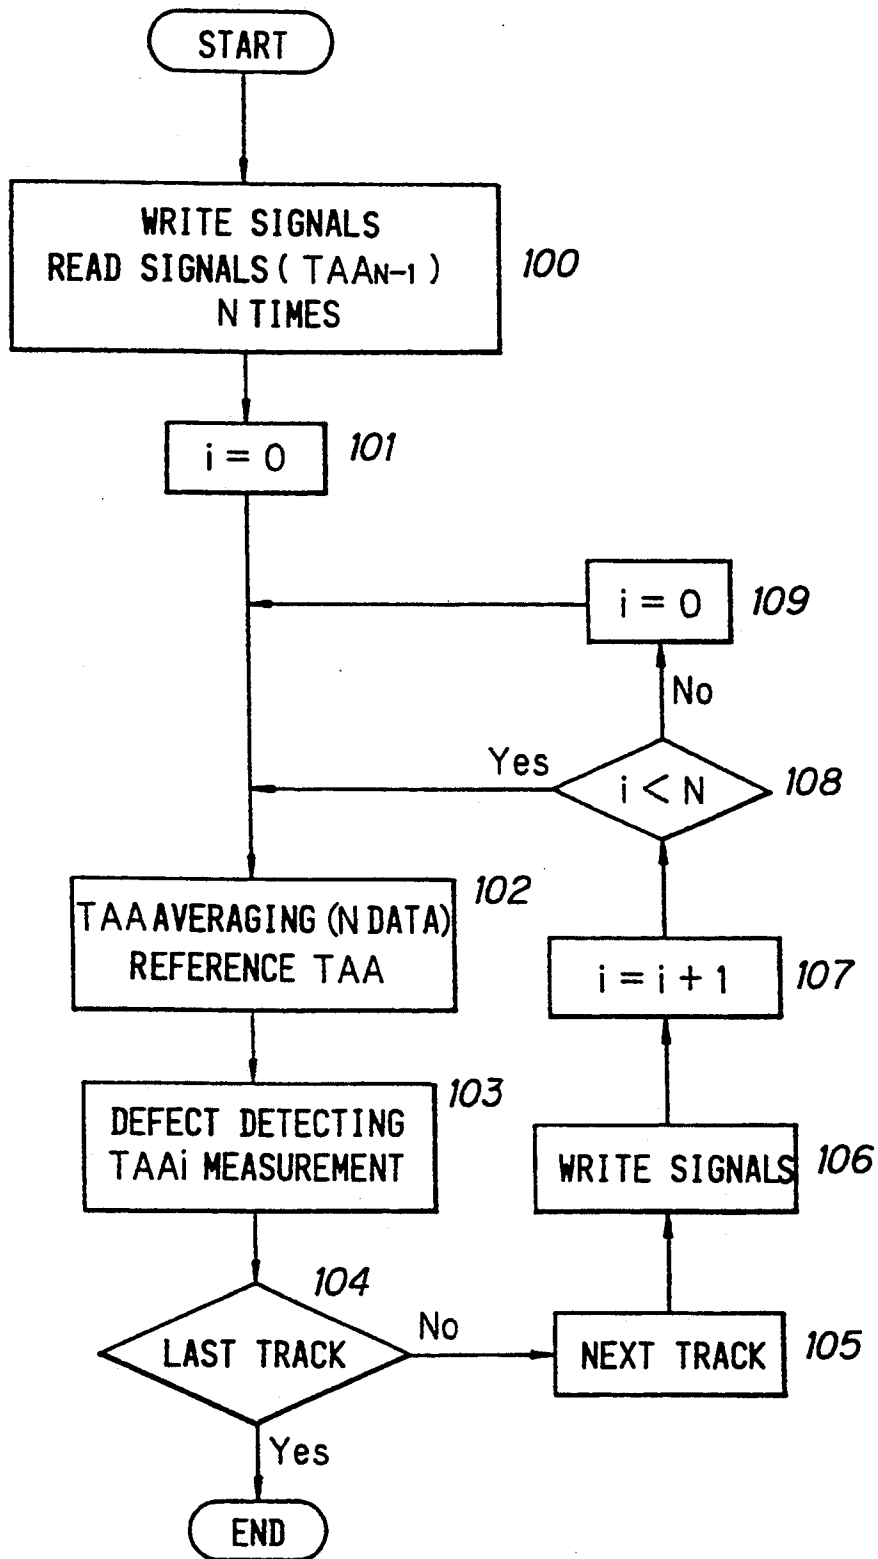 START
WRITE SIGNALS
READ SIGNALS ( TAAN-1 )
N TIMES
100
i = 0
101
i = 0
109
No
Yes
i < N
108
TAA AVERAGING (N DATA)
REFERENCE TAA
102
i = i + 1
107
DEFECT DETECTING
TAAi MEASUREMENT
103
WRITE SIGNALS
106
104
LAST TRACK
No
NEXT TRACK
105
Yes
END